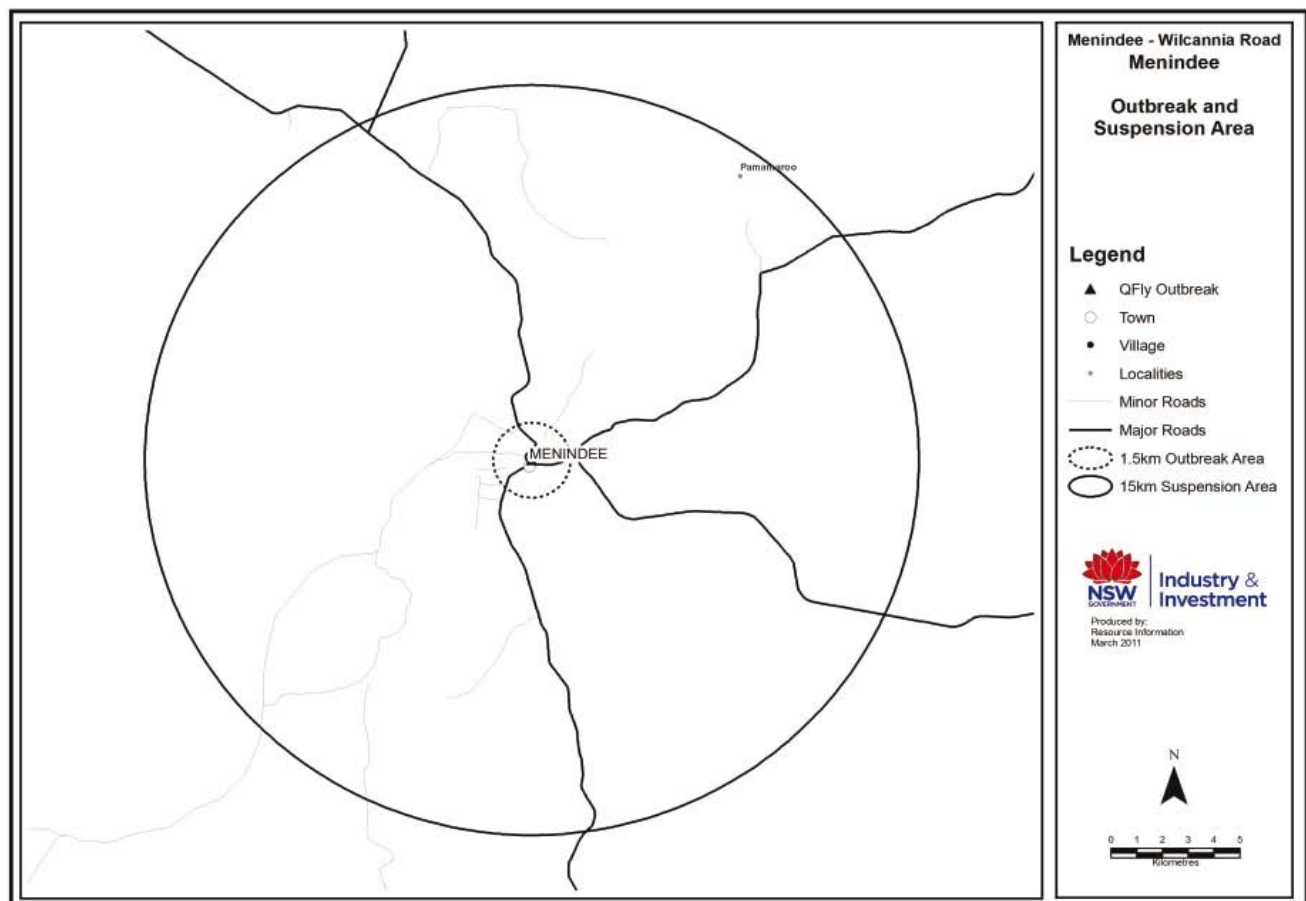 Menindee - Wilcannia Road
Menindee
Outbreak and
Suspension Area
Pamamaroo
MENINDEE
Legend
QFly Outbreak
Town
Village
Localities
Minor Roads
Major Roads
1.5km Outbreak Area
15km Suspension Area
NSW
GOVERNMENT
Industry &
Investment
Produced by:
Resource Information
March 2011
N
0 1 2 3 4 5
Kilometres